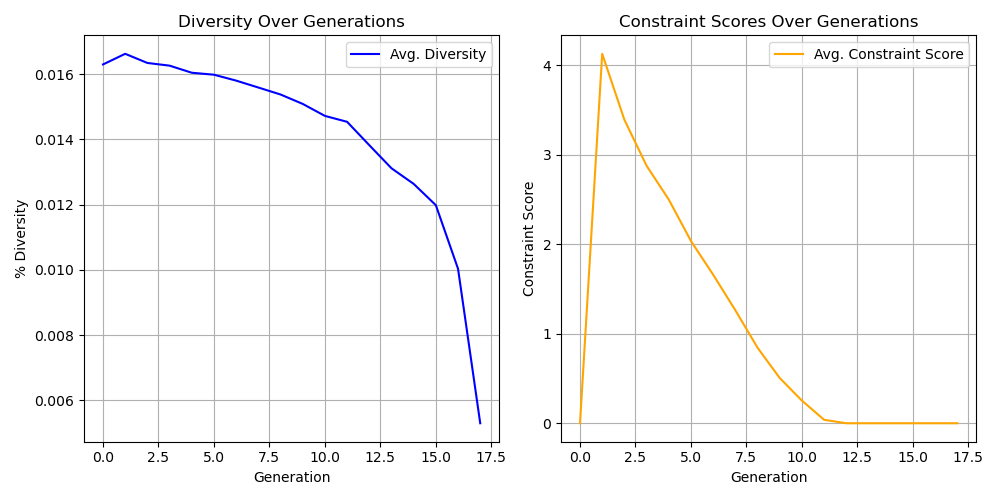 Diversity Over Generations
Avg. Diversity
% Diversity
0.016
0.014
0.012
0.010
0.008
0.006
0.0 2.5 5.0 7.5 10.0 12.5 15.0 17.5
Generation
Constraint Scores Over Generations
Avg. Constraint Score
Constraint Score
4
3
2
1
0
0.0 2.5 5.0 7.5 10.0 12.5 15.0 17.5
Generation